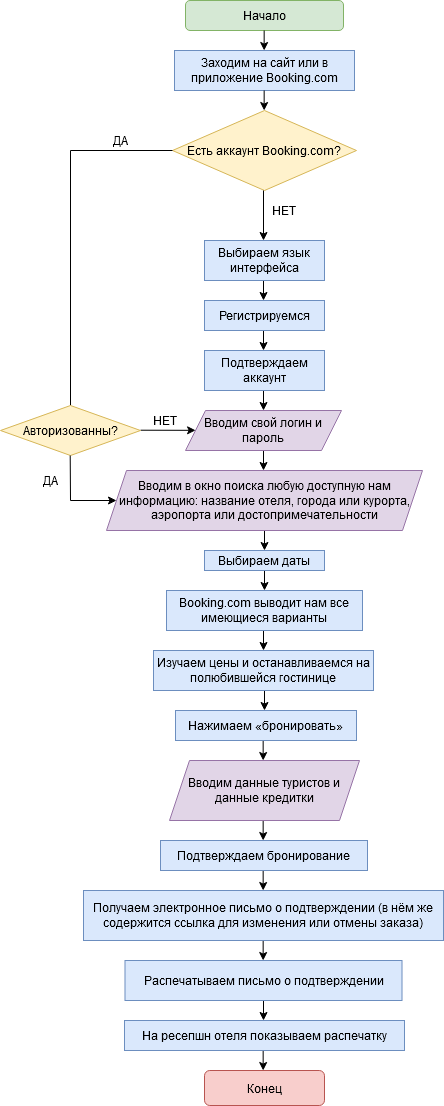 Начало
Заходим на сайт или в
приложение Booking.com
ДА
Есть аккаунт Booking.com?
НЕТ
Выбираем язык
интерфейса
Регистрируемся
Подтверждаем
аккаунт
Авторизованны?
НЕТ
Вводим свой логин и
пароль
ДА
Вводим в окно поиска любую доступную нам
информацию: название отеля, города или курорта,
аэропорта или достопримечательности
Выбираем даты
Booking.com выводит нам все
имеющиеся варианты
Изучаем цены и останавливаемся на
полюбившейся гостинице
Нажимаем «бронировать»
Вводим данные туристов и
данные кредитки
Подтверждаем бронирование
Получаем электронное письмо о подтверждении (в нём же
содержится ссылка для изменения или отмены заказа)
Распечатываем письмо о подтверждении
На ресепшн отеля показываем распечатку
Конец